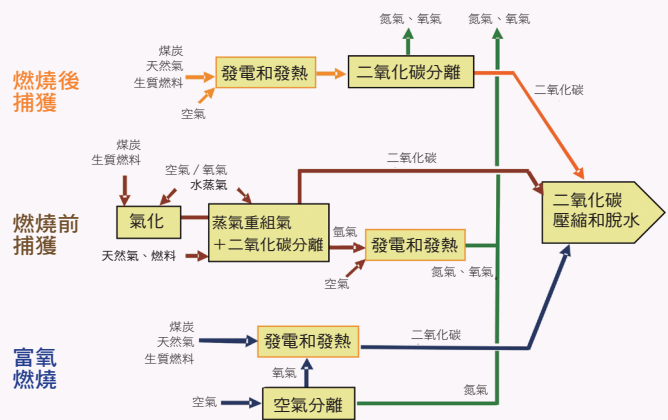 氮氣、氧氣
氮氣、氧氣
燃燒後
捕獲
煤炭
天然氣
生質燃料
空氣
發電和發熱
二氧化碳分離
二氧化碳
燃燒前
捕獲
煤炭
生質燃料
空氣 / 氧氣
水蒸氣
二氧化碳
氣化
蒸氣重組氣
＋二氧化碳分離
天然氣、燃料
氫氣
空氣
發電和發熱
氮氣、氧氣
二氧化碳
壓縮和脫水
富氧
燃燒
煤炭
天然氣
生質燃料
發電和發熱
二氧化碳
氧氣
空氣
空氣分離
氮氣